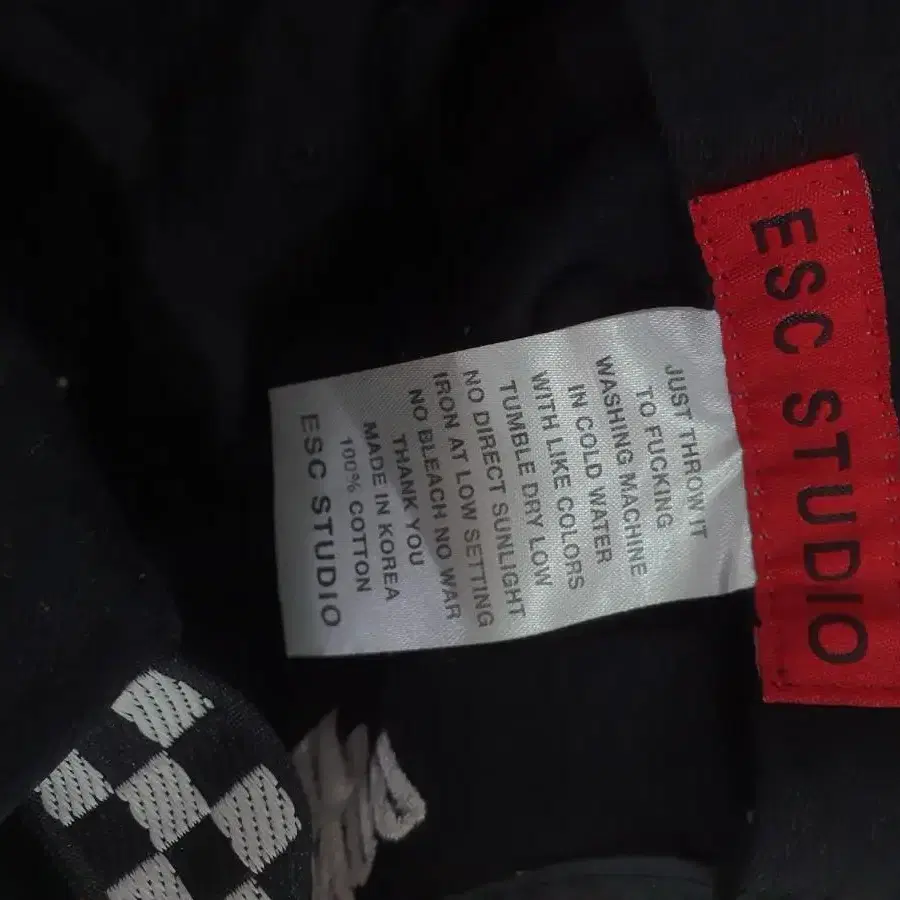 ESC STUDIO
JUST THROW IT
TO FUCKING
WASHING MACHINE
IN COLD WATER
WITH LIKE COLORS
TUMBLE DRY LOW
NO DIRECT SUNLIGHT
IRON AT LOW SETTING
NO BLEACH NO WAR
THANK YOU
MADE IN KOREA
100% COTTON
ESC STUDIO